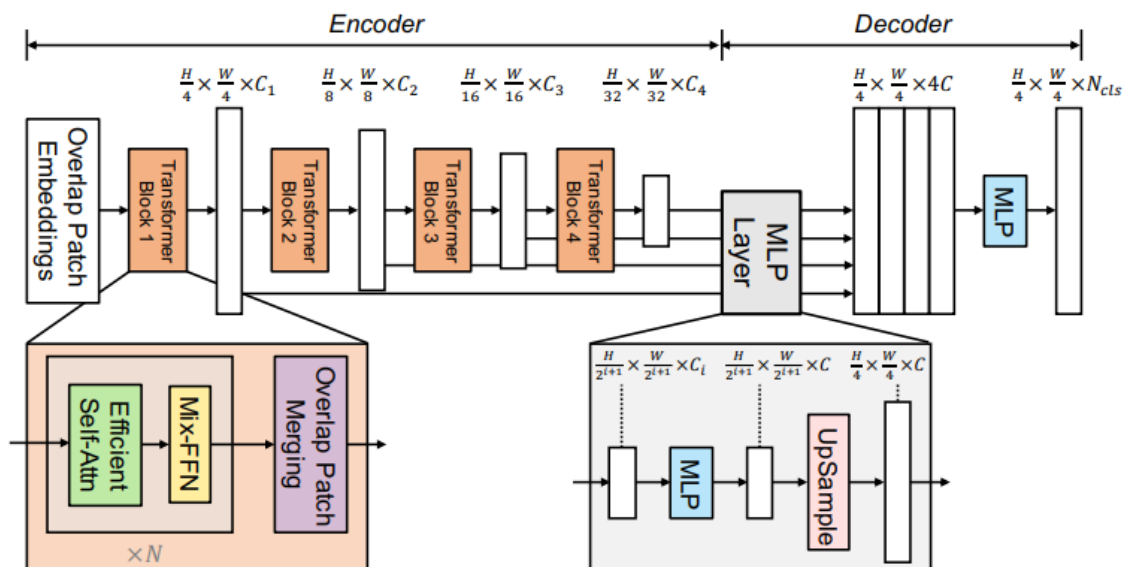 Encoder
Decoder
H/4 × W/4 × C₁
H/8 × W/8 × C₂
H/16 × W/16 × C₃
H/32 × W/32 × C₄
H/4 × W/4 × 4C
H/4 × W/4 × N_cls
Overlap Patch
Embeddings
Transformer
Block 1
Transformer
Block 2
Transformer
Block 3
Transformer
Block 4
MLP
Layer
MLP
Efficient
Self-Attn
Mix-FFN
Overlap Patch
Merging
×N
H/2^{i+1} × W/2^{i+1} × C_i
H/2^{i+1} × W/2^{i+1} × C
H/4 × W/4 × C
MLP
UpSample